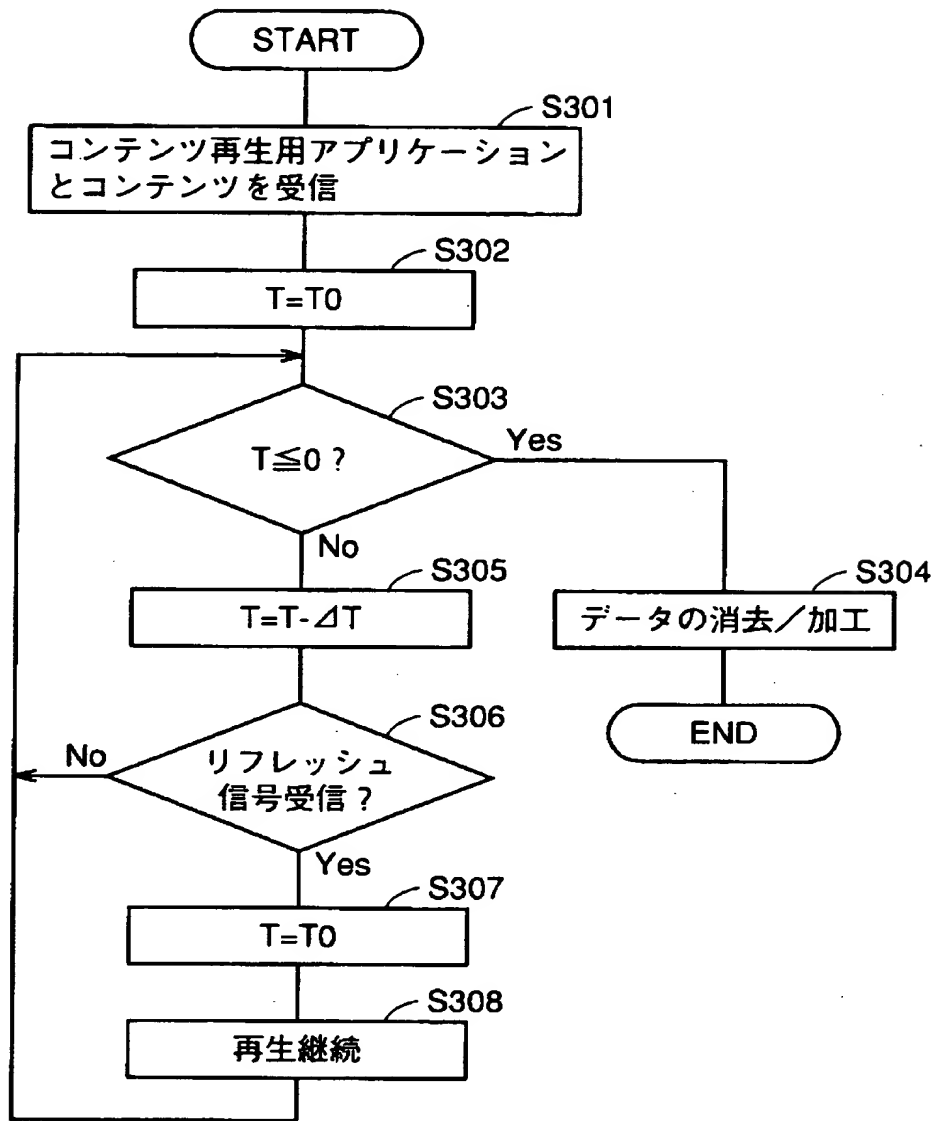 START
S301
コンテンツ再生用アプリケーション
とコンテンツを受信
S302
T=T0
S303
T≦0？
Yes
No
S305
T=T-⊿T
S304
データの消去／加工
END
S306
リフレッシュ
信号受信？
No
Yes
S307
T=T0
S308
再生継続